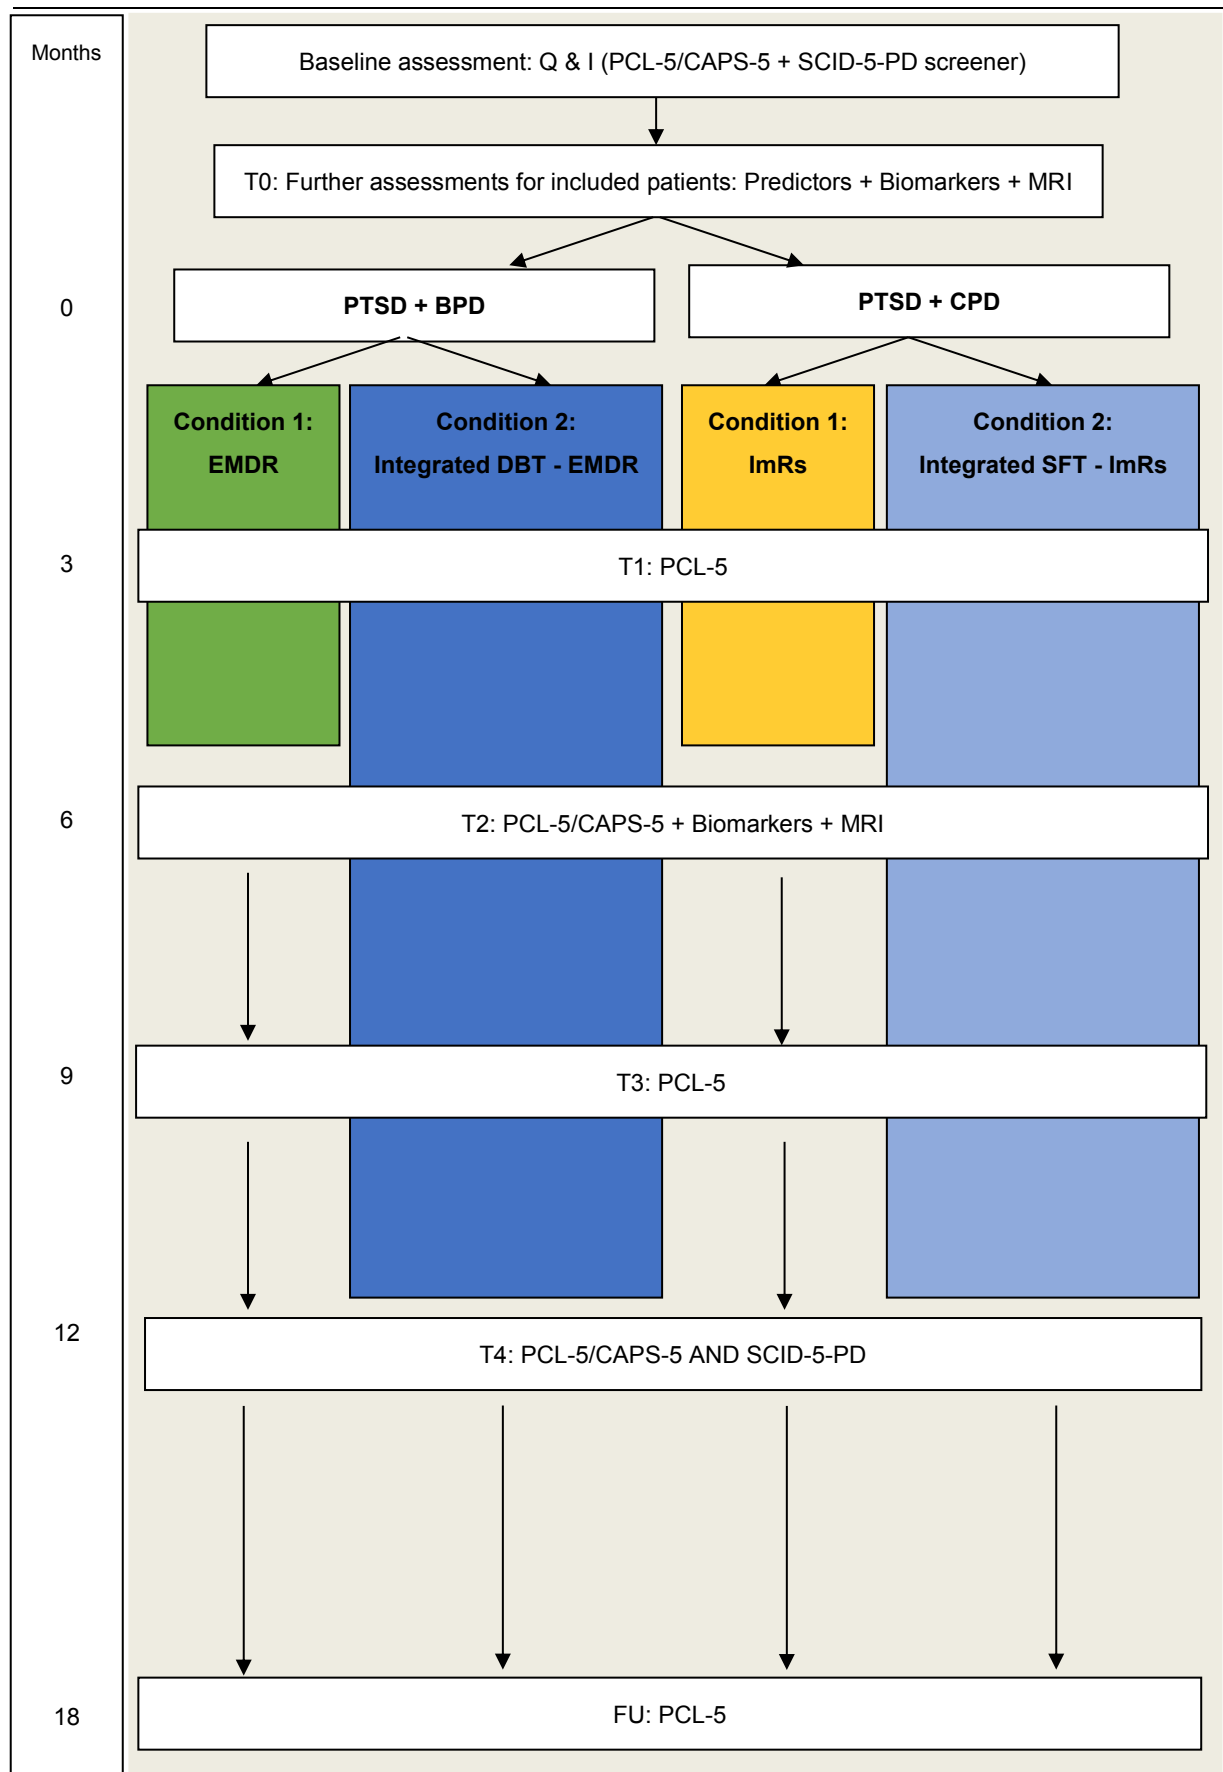 Months
Baseline assessment: Q & I (PCL-5/CAPS-5 + SCID-5-PD screener)
T0: Further assessments for included patients: Predictors + Biomarkers + MRI
0
PTSD + BPD
PTSD + CPD
Condition 1:
EMDR
Condition 2:
Integrated DBT - EMDR
Condition 1:
ImRs
Condition 2:
Integrated SFT - ImRs
3
T1: PCL-5
6
T2: PCL-5/CAPS-5 + Biomarkers + MRI
9
T3: PCL-5
12
T4: PCL-5/CAPS-5 AND SCID-5-PD
18
FU: PCL-5